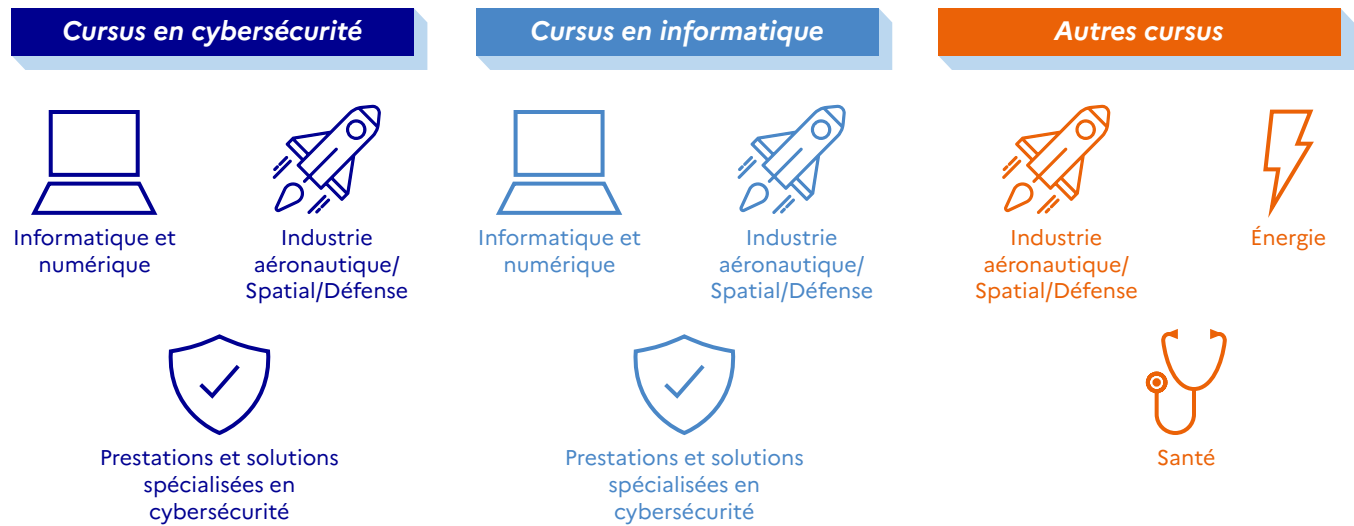 Cursus en cybersécurité
Informatique et
numérique
Industrie
aéronautique/
Spatial/Défense
Prestations et solutions
spécialisées en
cybersécurité
Cursus en informatique
Informatique et
numérique
Industrie
aéronautique/
Spatial/Défense
Prestations et solutions
spécialisées en
cybersécurité
Autres cursus
Industrie
aéronautique/
Spatial/Défense
Énergie
Santé